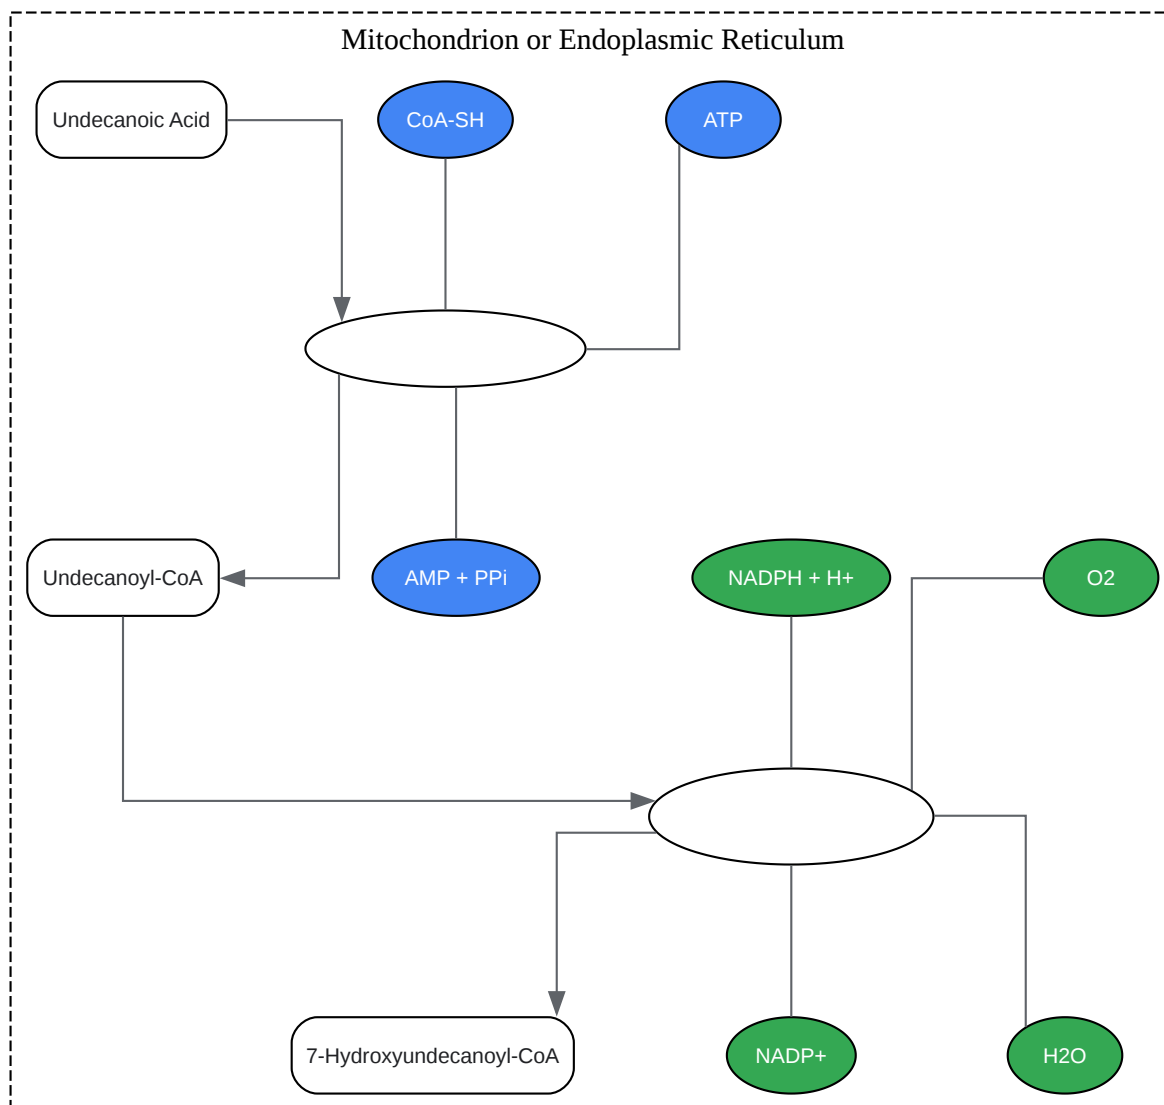 Mitochondrion or Endoplasmic Reticulum
Undecanoic Acid
CoA-SH
ATP
Undecanoyl-CoA
AMP + PPi
NADPH + H+
O2
7-Hydroxyundecanoyl-CoA
NADP+
H2O